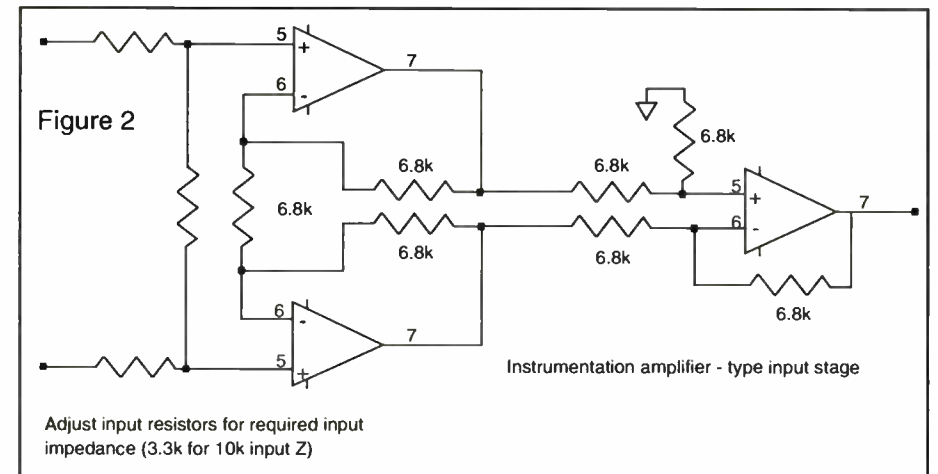 5
+
7
6
-
Figure 2
6.8k
6.8k
6.8k
5
+
7
6.8k
6
-
6.8k
6.8k
6.8k
6
-
7
5
+
Instrumentation amplifier - type input stage
Adjust input resistors for required input
impedance (3.3k for 10k input Z)